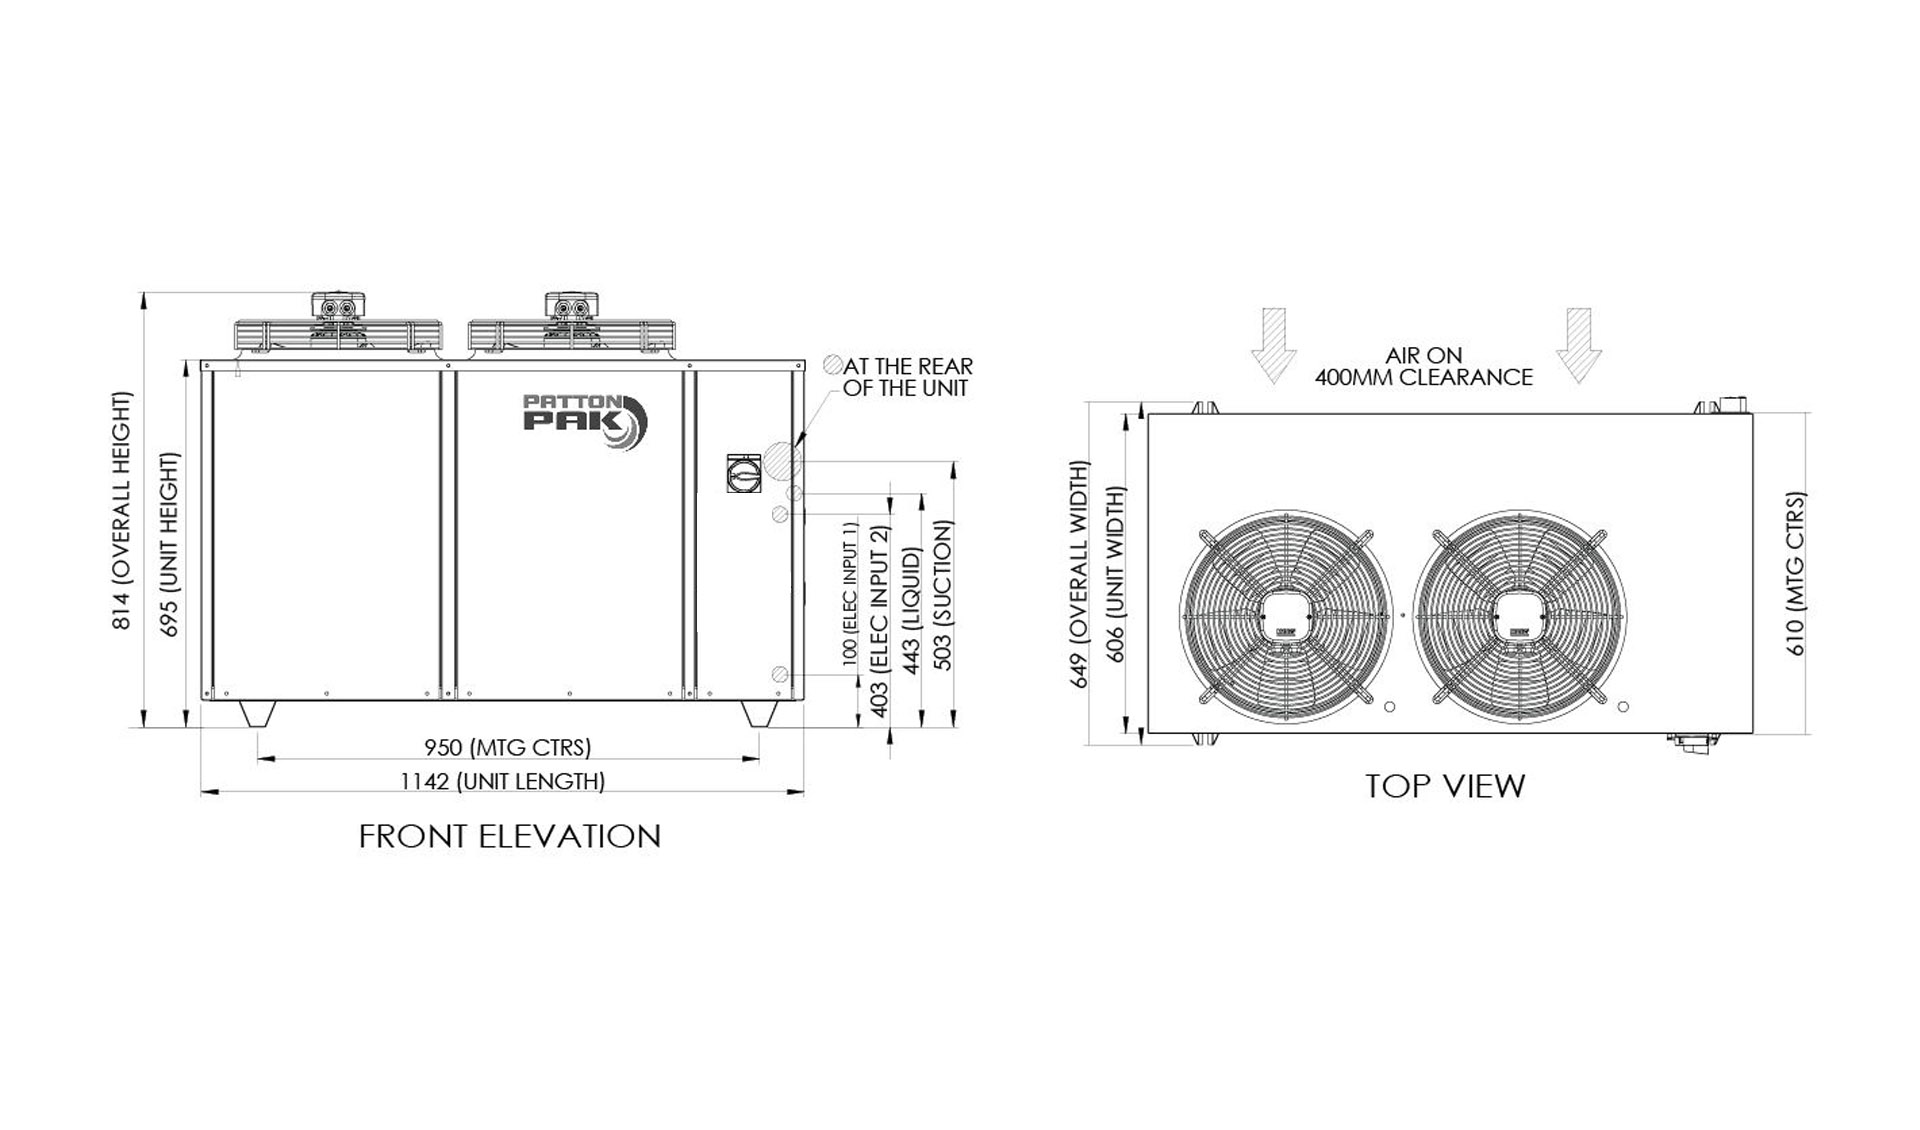 814 (OVERALL HEIGHT)
695 (UNIT HEIGHT)
PATTON
PAK
AT THE REAR
OF THE UNIT
100 (ELEC INPUT 1)
403 (ELEC INPUT 2)
443 (LIQUID)
503 (SUCTION)
950 (MTG CTRS)
1142 (UNIT LENGTH)
FRONT ELEVATION
AIR ON
400MM CLEARANCE
649 (OVERALL WIDTH)
606 (UNIT WIDTH)
610 (MTG CTRS)
TOP VIEW